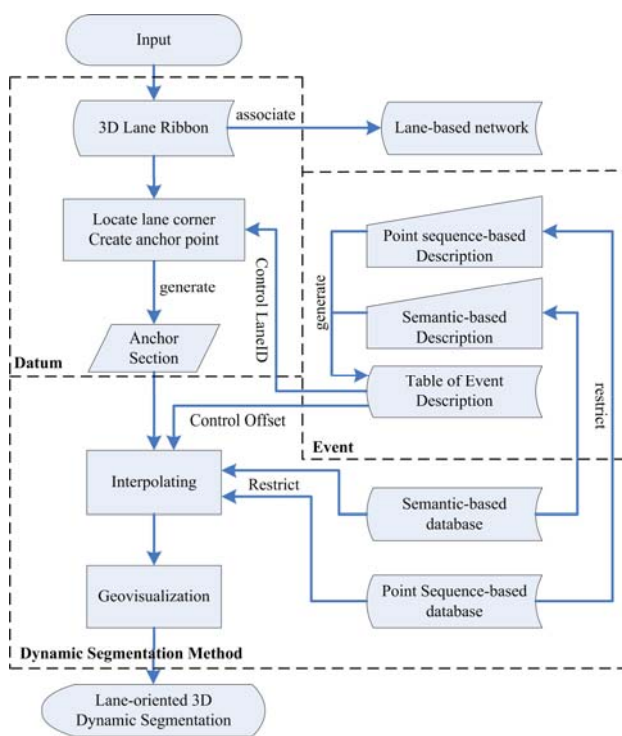 Input
3D Lane Ribbon
associate
Lane-based network
Locate lane corner
Create anchor point
Point sequence-based
Description
generate
Control LaneID
generate
Semantic-based
Description
Anchor
Section
Datum
Table of Event
Description
restrict
Control Offset
Event
Interpolating
Restrict
Semantic-based
database
Geovisualization
Point Sequence-based
database
Dynamic Segmentation Method
Lane-oriented 3D
Dynamic Segmentation